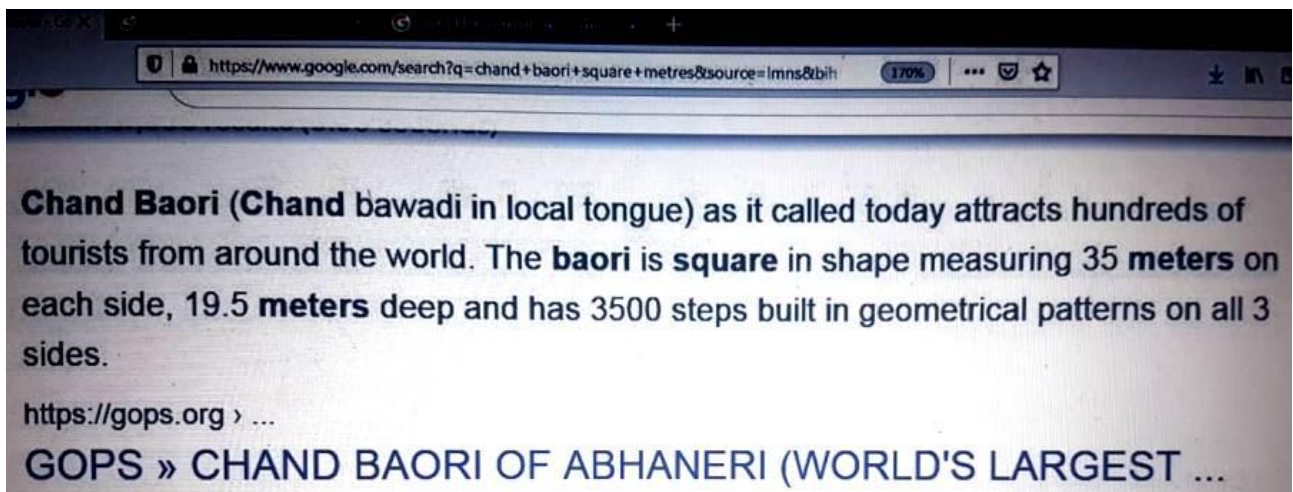 https://www.google.com/search?q=chand+baori+square+metres&source=lmns&bih
170%
Chand Baori (Chand bawadi in local tongue) as it called today attracts hundreds of
tourists from around the world. The baori is square in shape measuring 35 meters on
each side, 19.5 meters deep and has 3500 steps built in geometrical patterns on all 3
sides.
https://gops.org › ...
GOPS » CHAND BAORI OF ABHANERI (WORLD'S LARGEST ...